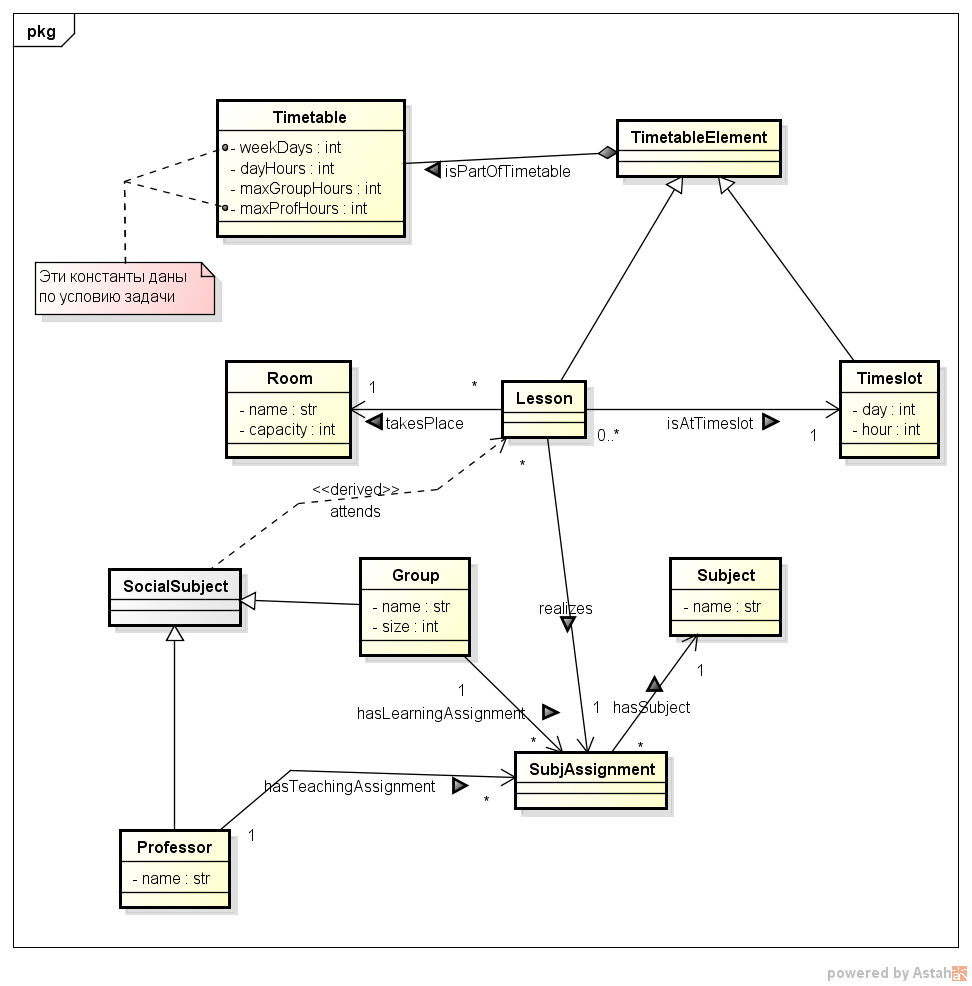 pkg
Timetable
- weekDays : int
- dayHours : int
- maxGroupHours : int
- maxProfHours : int
TimetableElement
isPartOfTimetable
Эти константы даны
по условию задачи
Room
- name : str
- capacity : int
1
*
takesPlace
Lesson
0..*
isAtTimeslot
1
Timeslot
- day : int
- hour : int
*
<<derived>>
attends
SocialSubject
Group
- name : str
- size : int
realizes
Subject
- name : str
1
hasLearningAssignment
*
1
hasSubject
1
*
SubjAssignment
hasTeachingAssignment
*
1
Professor
- name : str
powered by Astah